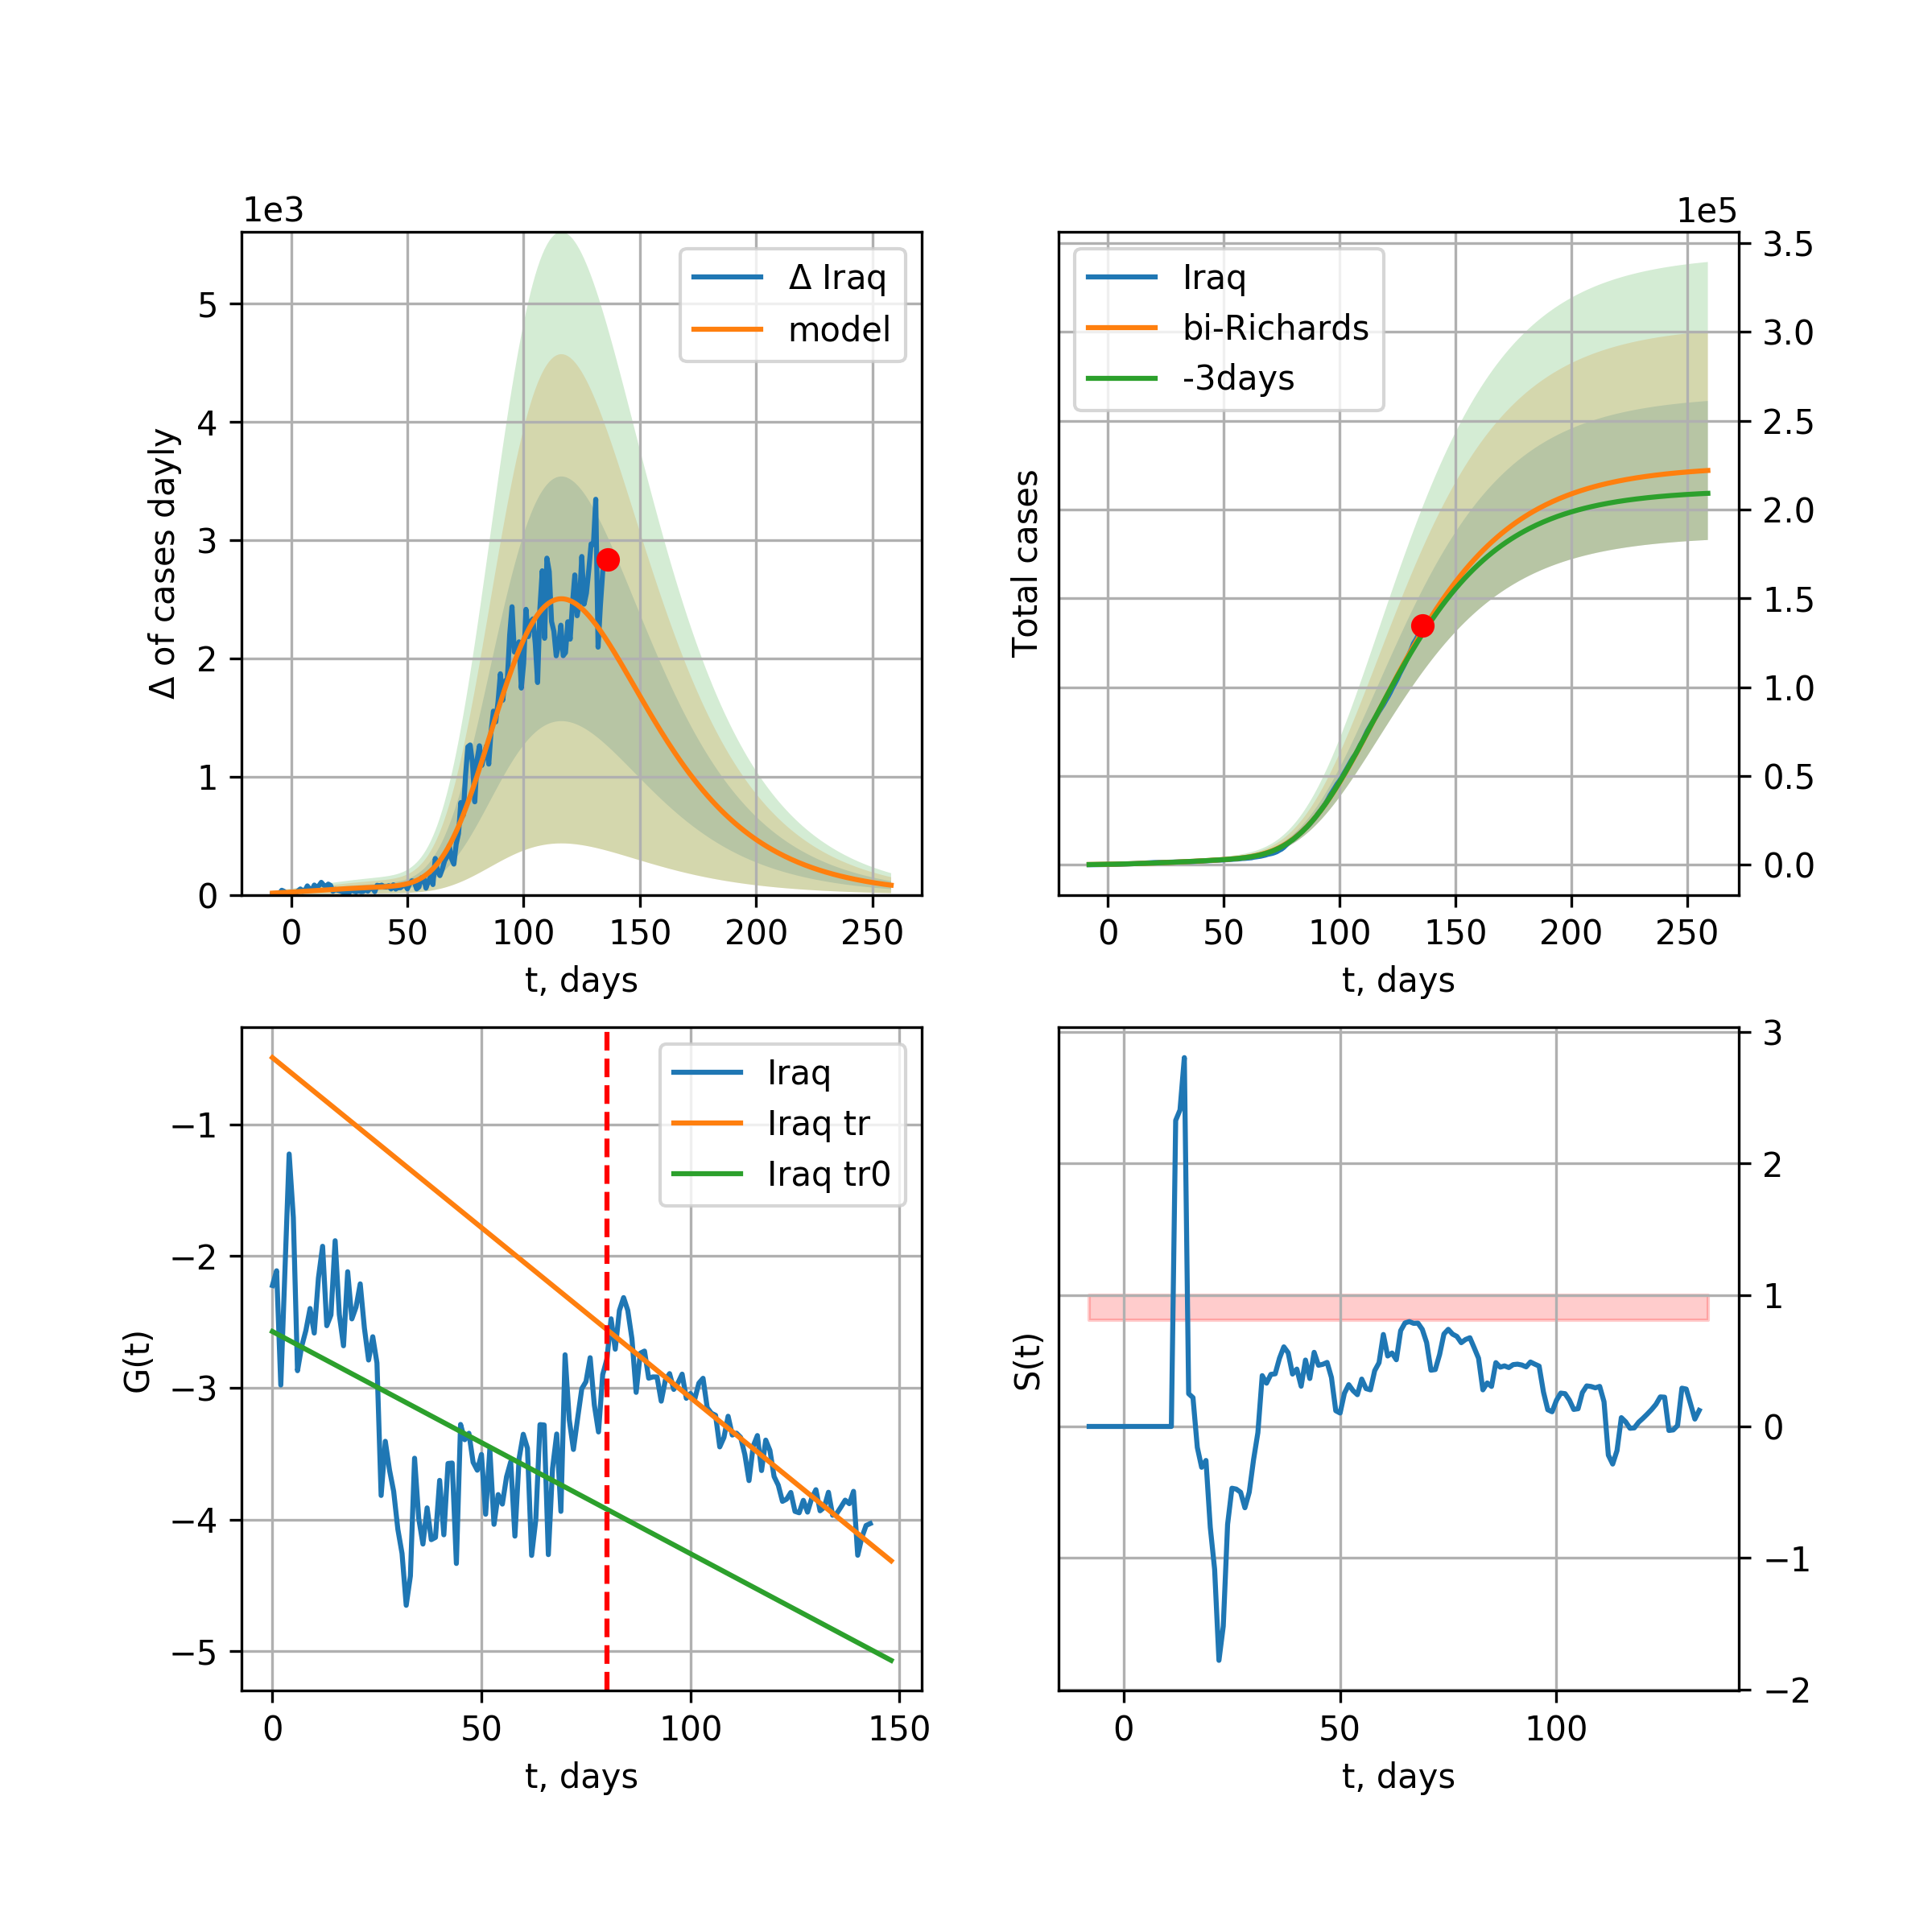 1e3
Δ of cases dayly
5
4
3
2
1
0
Δ Iraq
model
0 50 100 150 200 250
t, days
1e5
Total cases
Iraq
bi-Richards
-3days
3.5
3.0
2.5
2.0
1.5
1.0
0.5
0.0
0 50 100 150 200 250
t, days
G(t)
−1
−2
−3
−4
−5
Iraq
Iraq tr
Iraq tr0
0 50 100 150
t, days
S(t)
3
2
1
0
−1
−2
0 50 100
t, days